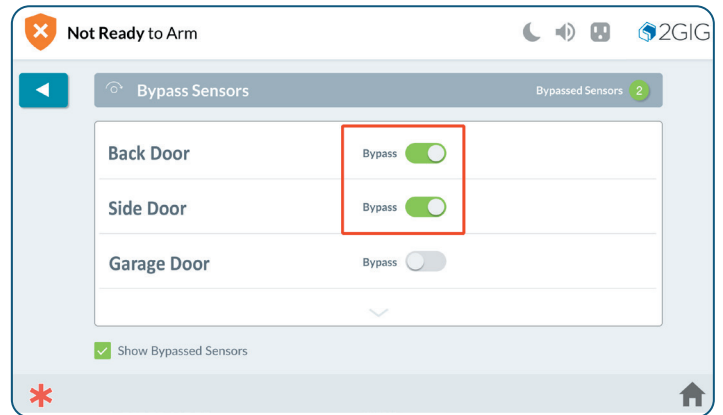 Not Ready to Arm
2GIG
Bypass Sensors
Bypassed Sensors 2
Back Door Bypass
Side Door Bypass
Garage Door Bypass
Show Bypassed Sensors